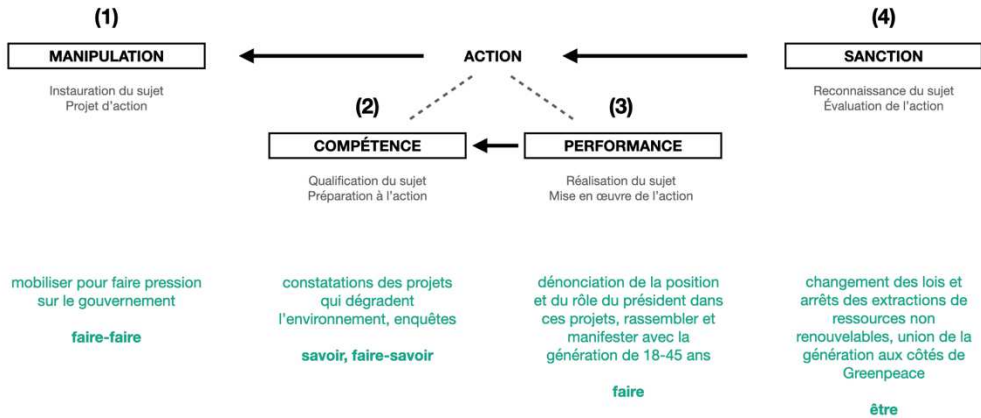 (1)
(4)
MANIPULATION
ACTION
SANCTION
Instauration du sujet
Projet d'action
Reconnaissance du sujet
Évaluation de l'action
(2)
(3)
COMPÉTENCE
PERFORMANCE
Qualification du sujet
Préparation à l'action
Réalisation du sujet
Mise en œuvre de l'action
mobiliser pour faire pression
sur le gouvernement
faire-faire
constatations des projets
qui dégradent
l'environnement, enquêtes
savoir, faire-savoir
dénonciation de la position
et du rôle du président dans
ces projets, rassembler et
manifester avec la
génération de 18-45 ans
faire
changement des lois et
arrêts des extractions de
ressources non
renouvelables, union de la
génération aux côtés de
Greenpeace
être